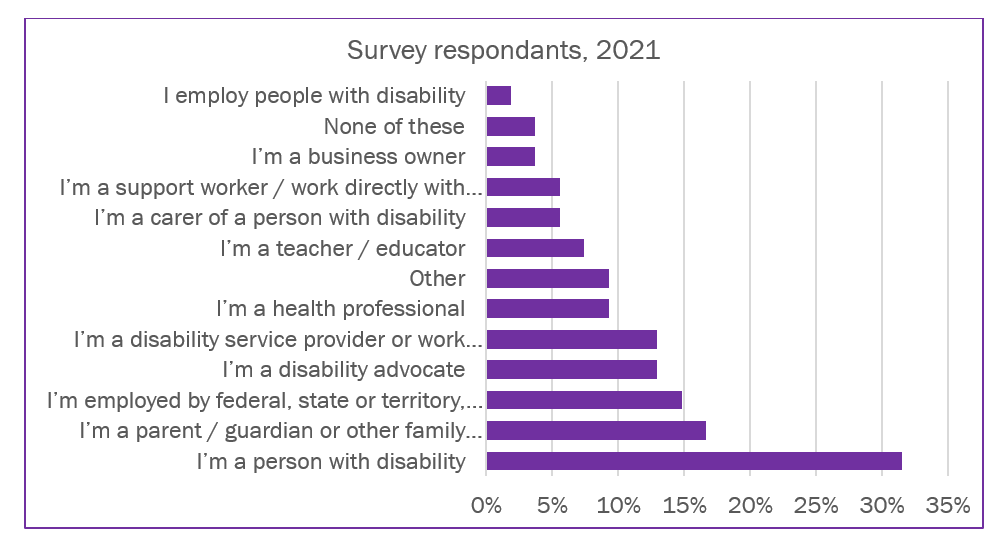 Survey respondants, 2021
I employ people with disability
None of these
I’m a business owner
I’m a support worker / work directly with...
I’m a carer of a person with disability
I’m a teacher / educator
Other
I’m a health professional
I’m a disability service provider or work...
I’m a disability advocate
I’m employed by federal, state or territory,...
I’m a parent / guardian or other family...
I’m a person with disability
0% 5% 10% 15% 20% 25% 30% 35%